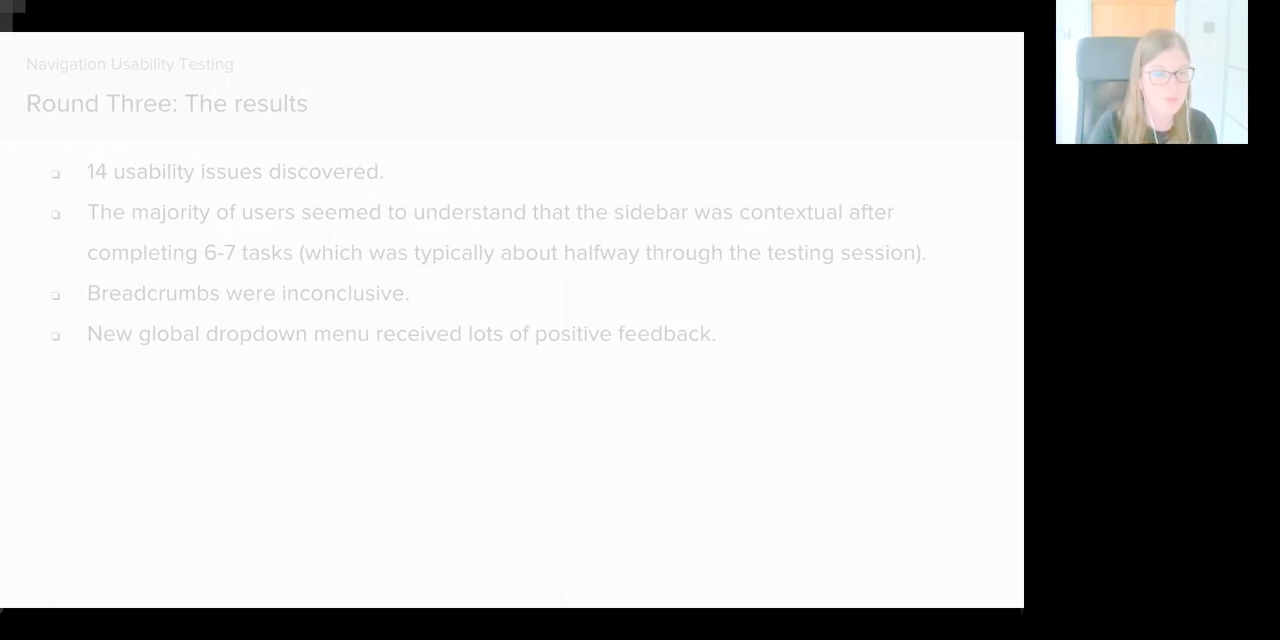 Navigation Usability Testing
Round Three: The results
❏ 14 usability issues discovered.
❏ The majority of users seemed to understand that the sidebar was contextual after
completing 6-7 tasks (which was typically about halfway through the testing session).
❏ Breadcrumbs were inconclusive.
❏ New global dropdown menu received lots of positive feedback.